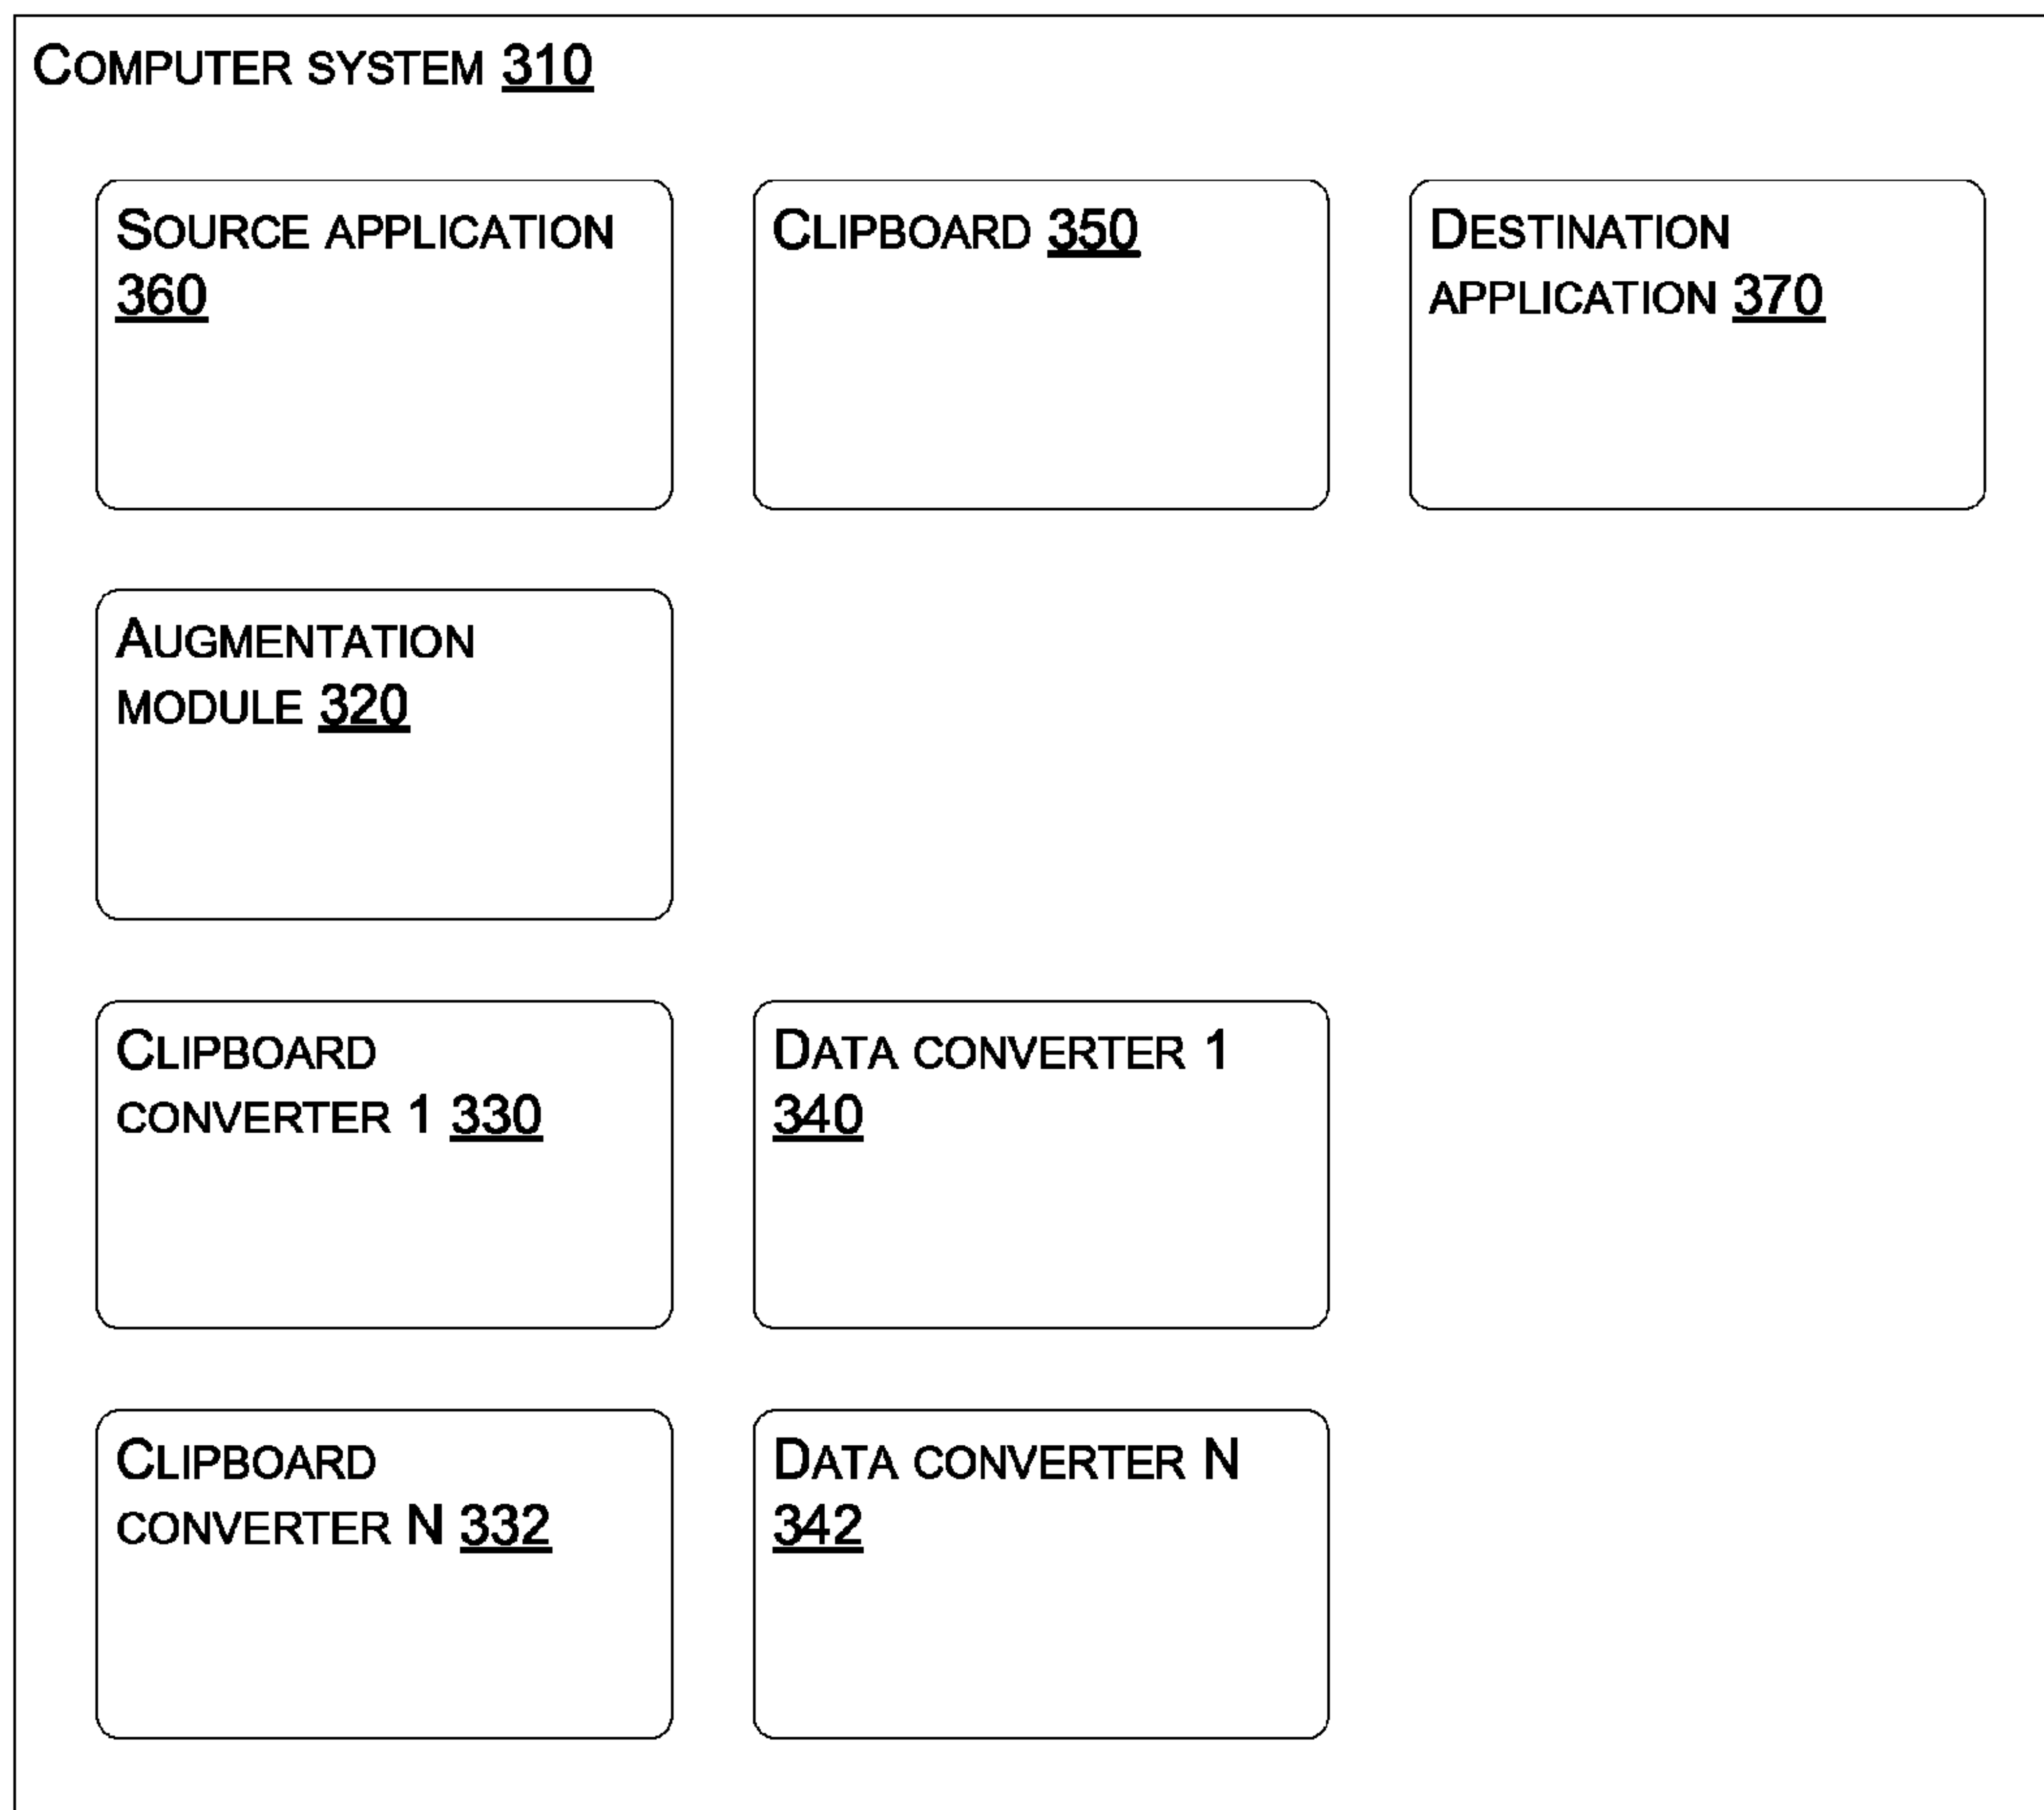 COMPUTER SYSTEM 310
SOURCE APPLICATION
360
CLIPBOARD 350
DESTINATION
APPLICATION 370
AUGMENTATION
MODULE 320
CLIPBOARD
CONVERTER 1 330
DATA CONVERTER 1
340
CLIPBOARD
CONVERTER N 332
DATA CONVERTER N
342